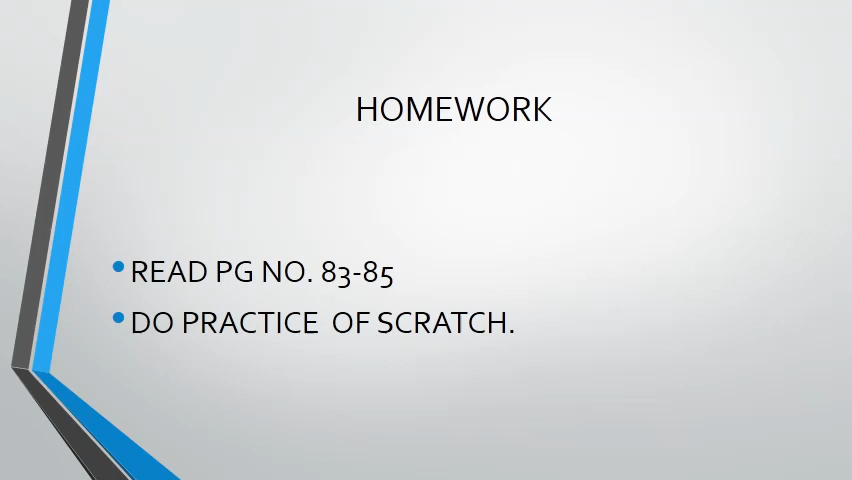 HOMEWORK
READ PG NO. 83-85
DO PRACTICE OF SCRATCH.